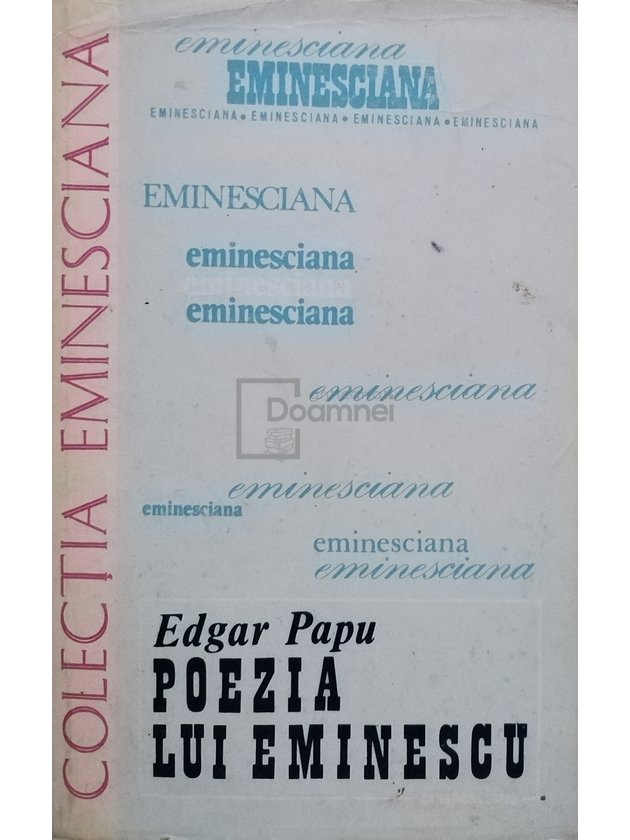 COLECȚIA EMINESCIANA
eminesciana
EMINESCIANA
EMINESCIANA • EMINESCIANA • EMINESCIANA • EMINESCIANA
EMINESCIANA
eminesciana
eminesciana
eminesciana
eminesciana
Doamnei
eminesciana
eminesciana
eminesciana
eminesciana
Edgar Papu
POEZIA
LUI EMINESCU